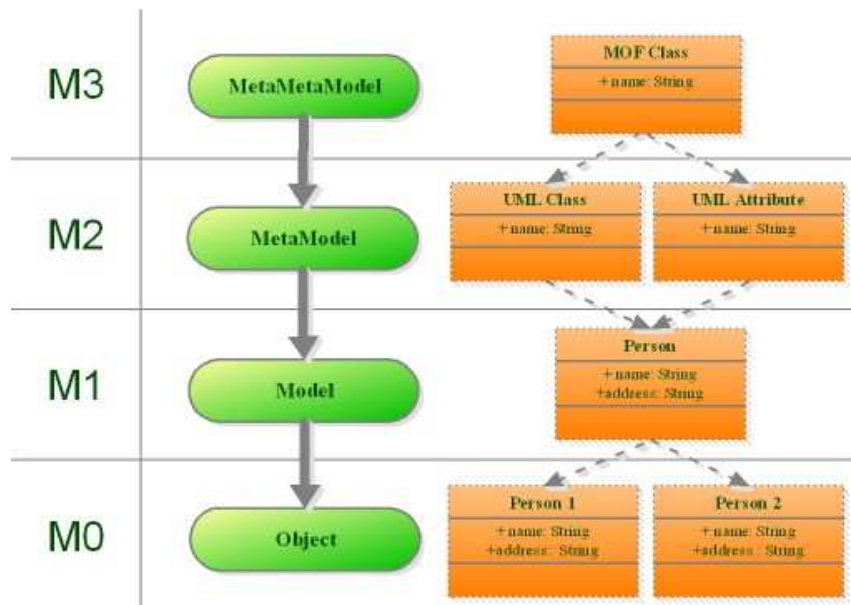 M3
MetaMetaModel
MOF Class
+ name: String
M2
MetaModel
UML Class
+ name: String
UML Attribute
+ name: String
M1
Model
Person
+ name: String
+address: String
M0
Object
Person 1
+ name: String
+address: String
Person 2
+ name: String
+address: String